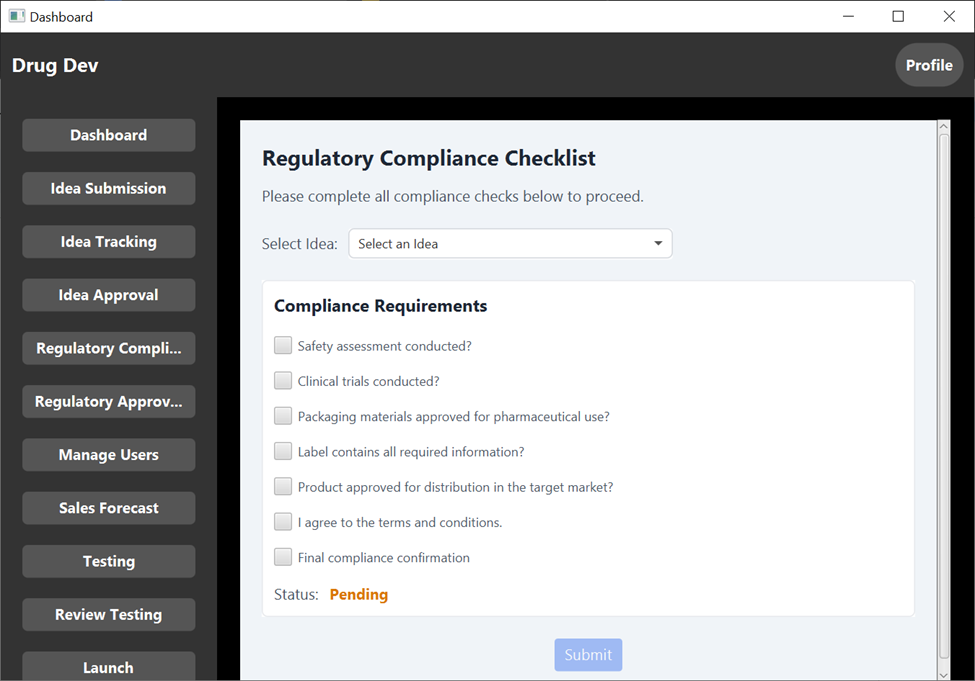 Dashboard
Drug Dev
Profile
Dashboard
Idea Submission
Idea Tracking
Idea Approval
Regulatory Compli...
Regulatory Approv...
Manage Users
Sales Forecast
Testing
Review Testing
Launch
Regulatory Compliance Checklist
Please complete all compliance checks below to proceed.
Select Idea: Select an Idea
Compliance Requirements
Safety assessment conducted?
Clinical trials conducted?
Packaging materials approved for pharmaceutical use?
Label contains all required information?
Product approved for distribution in the target market?
I agree to the terms and conditions.
Final compliance confirmation
Status: Pending
Submit